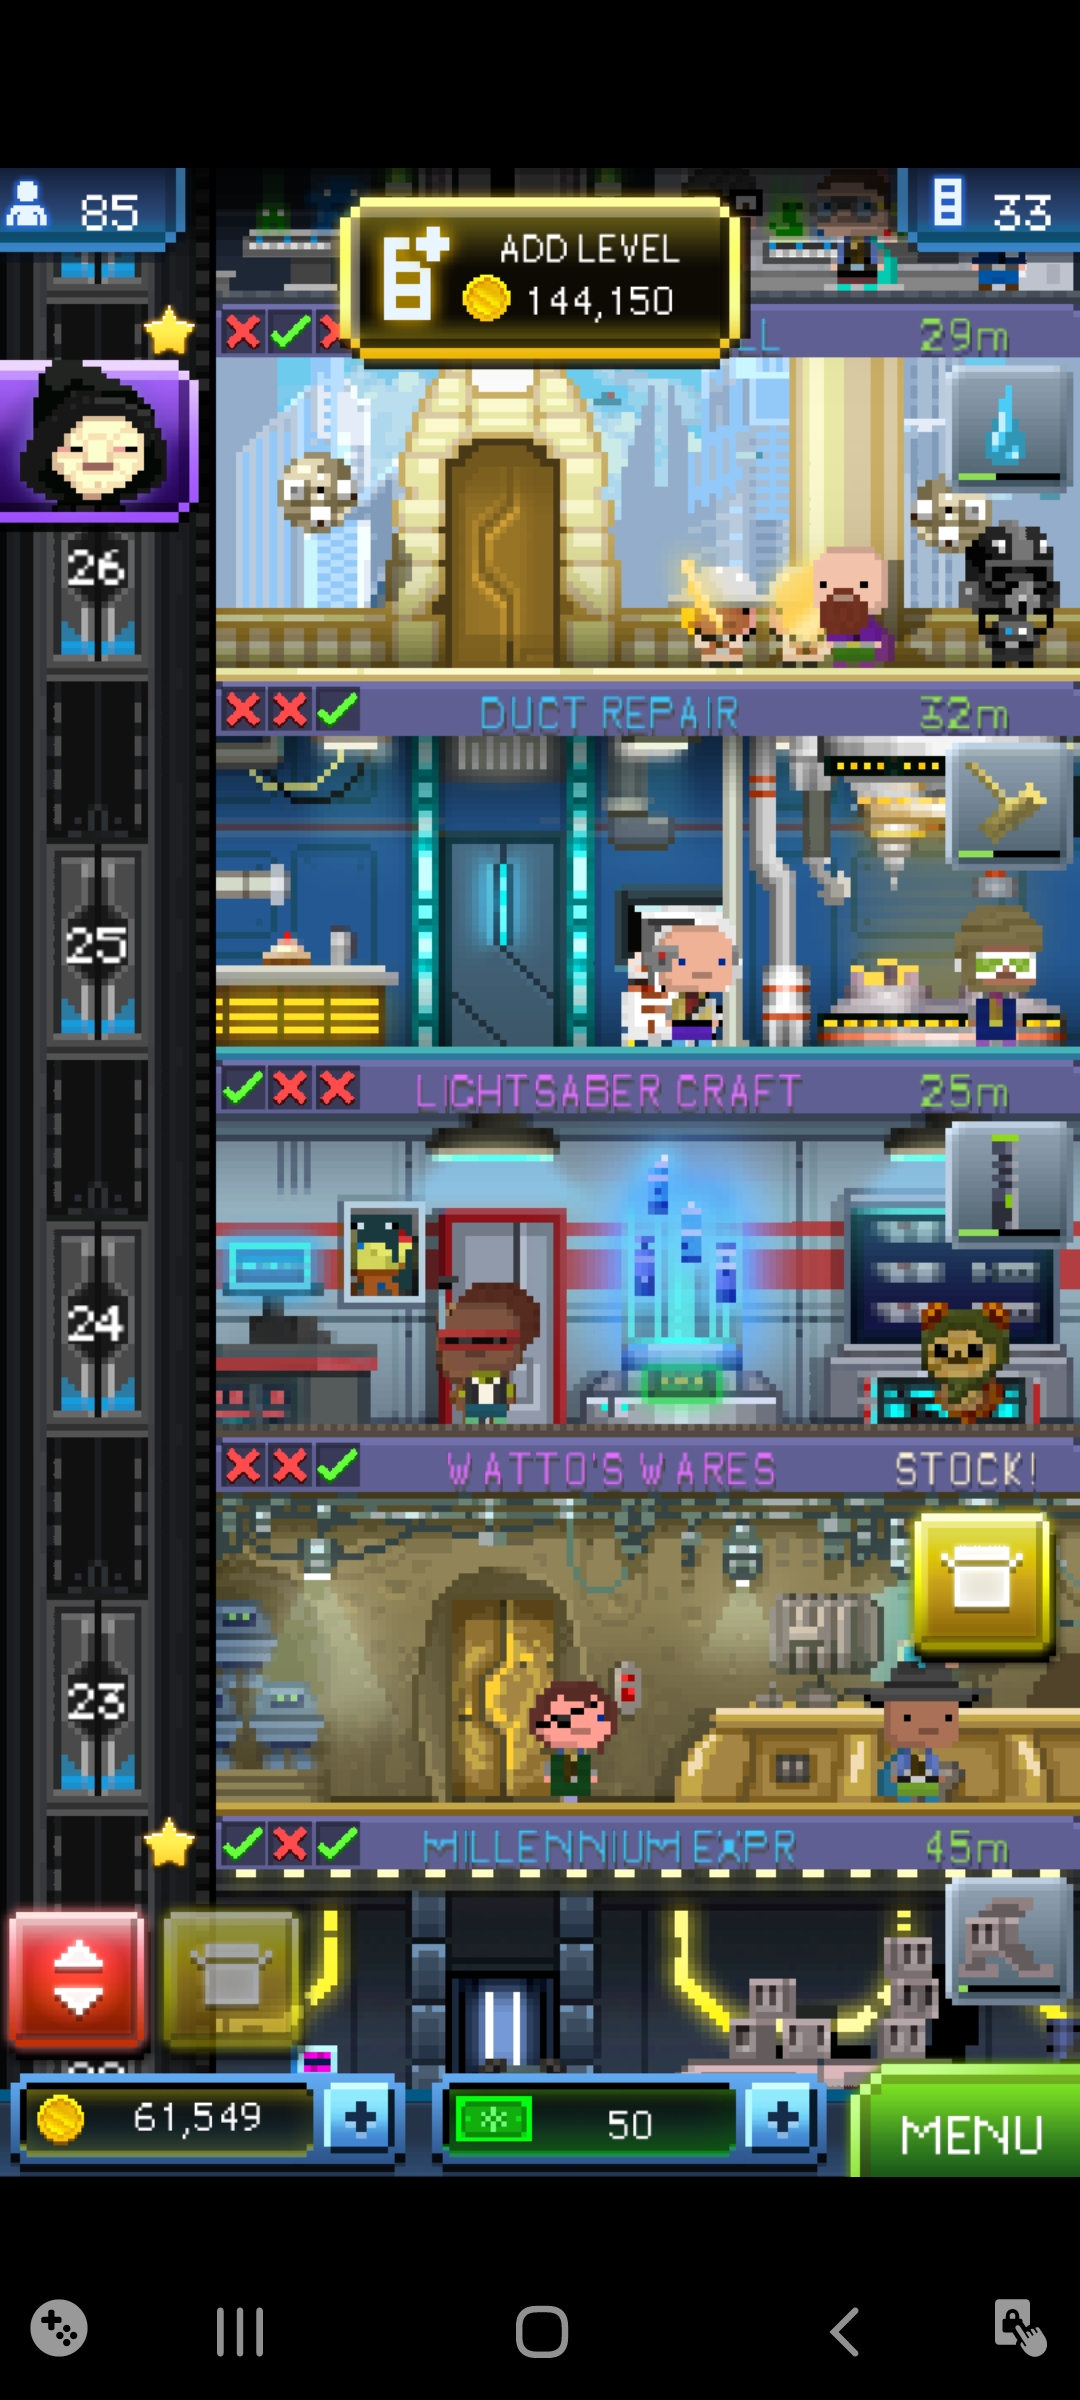 85
ADD LEVEL
144,150
33
LL 29m
26
DUCT REPAIR 32m
25
LIGHTSABER CRAFT 25m
24
WATTO'S WARES STOCK!
23
MILLENNIUM EXPR 45m
61,549
50
MENU